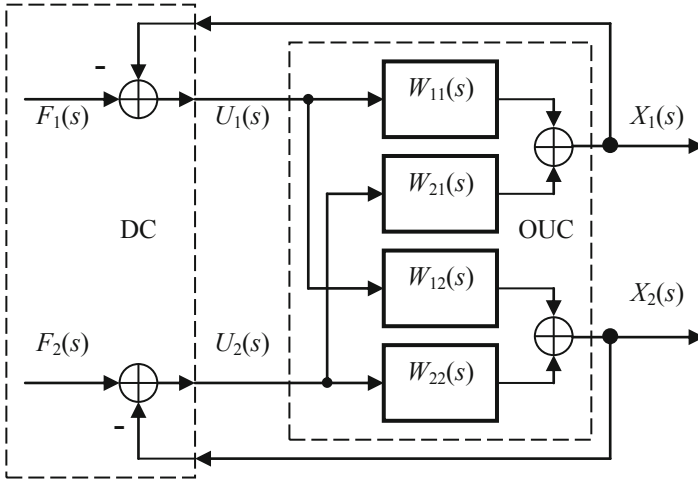 -
W₁₁(s)
F₁(s)
U₁(s)
X₁(s)
W₂₁(s)
DC
OUC
W₁₂(s)
X₂(s)
F₂(s)
U₂(s)
W₂₂(s)
-